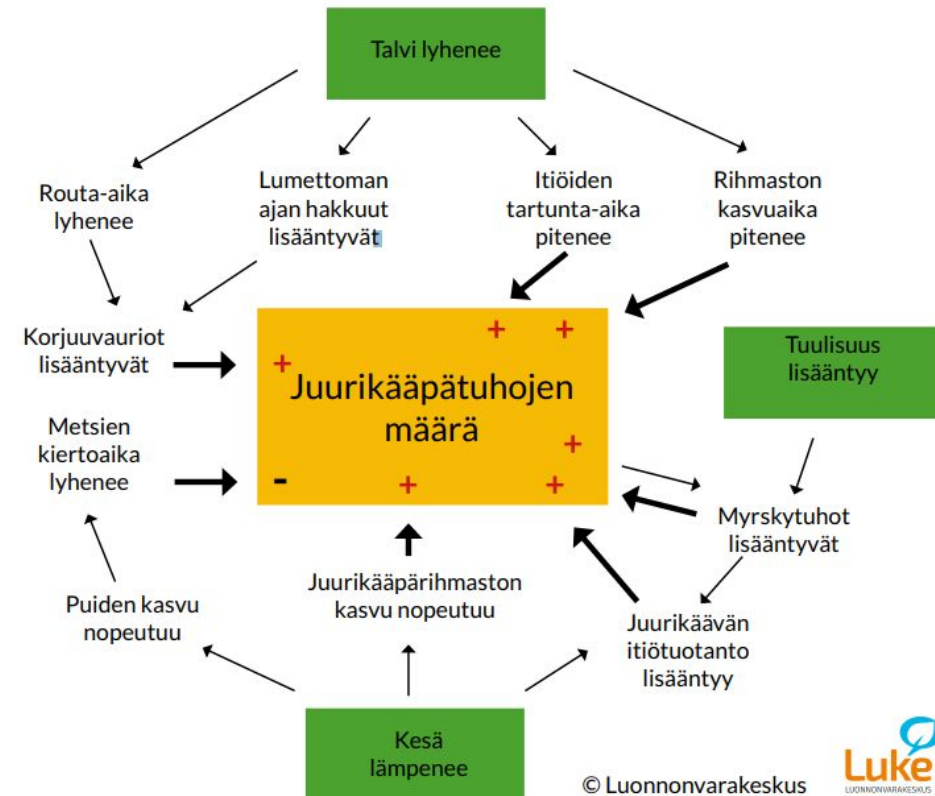 Talvi lyhenee
Routa-aika
lyhenee
Lumettoman
ajan hakkuut
lisääntyvät
Itiöiden
tartunta-aika
pitenee
Rihmaston
kasvuaika
pitenee
Korjuuvauriot
lisääntyvät
+
+
+
Tuulisuus
lisääntyy
Juurikääpätuhojen
määrä
Metsien
kiertoaika
lyhenee
-
+
+
+
Myrskytuhot
lisääntyvät
Puiden kasvu
nopeutuu
Juurikääpärihmaston
kasvu nopeutuu
Juurikäävän
itiötuotanto
lisääntyy
Kesä
lämpenee
© Luonnonvarakeskus
Luke
LUONNONVARAKESKUS